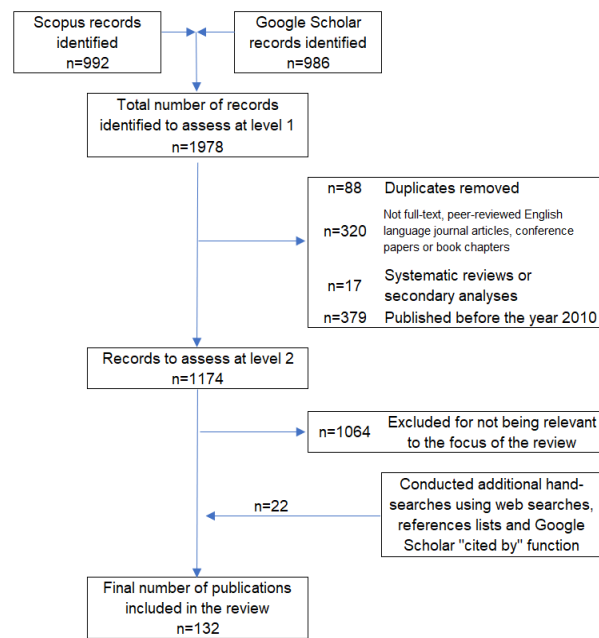 Scopus records
identified
n=992
Google Scholar
records identified
n=986
Total number of records
identified to assess at level 1
n=1978
n=88 Duplicates removed
n=320 Not full-text, peer-reviewed English
language journal articles, conference
papers or book chapters
n=17 Systematic reviews or
secondary analyses
n=379 Published before the year 2010
Records to assess at level 2
n=1174
n=1064 Excluded for not being relevant
to the focus of the review
n=22
Conducted additional hand-
searches using web searches,
references lists and Google
Scholar "cited by" function
Final number of publications
included in the review
n=132